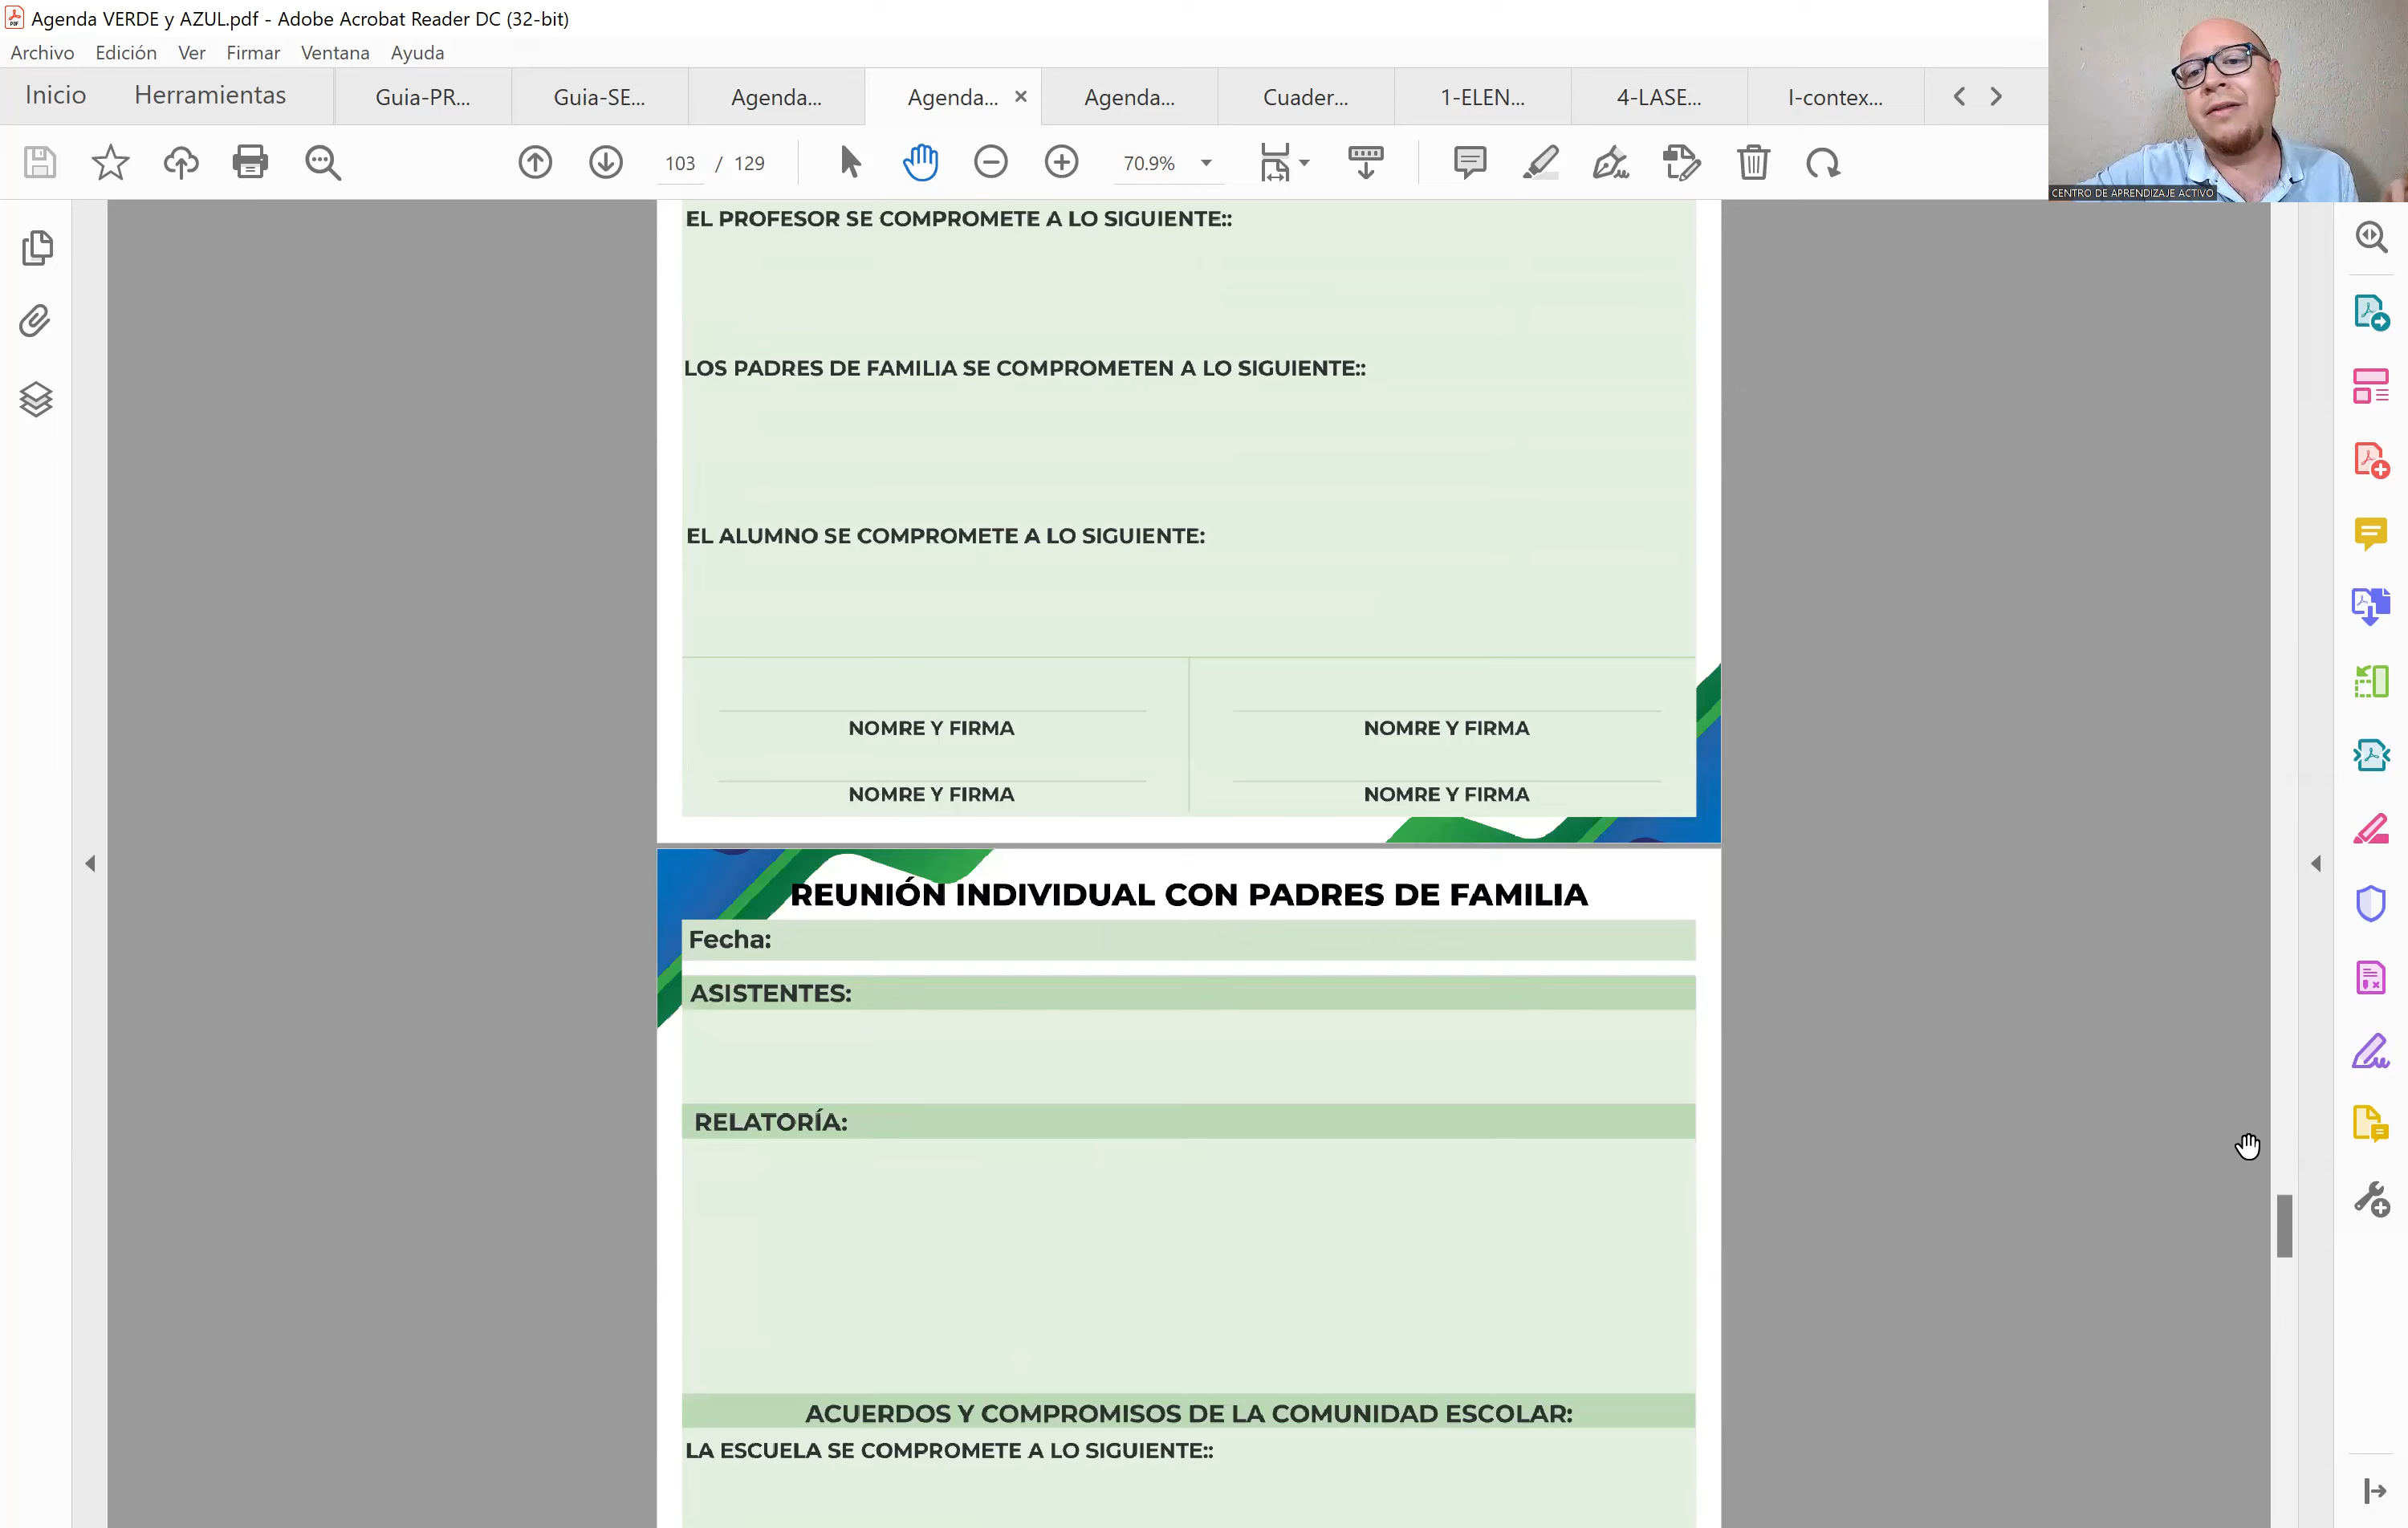 Agenda VERDE y AZUL.pdf - Adobe Acrobat Reader DC (32-bit)
Archivo Edición Ver Firmar Ventana Ayuda
Inicio Herramientas Guia-PR... Guia-SE... Agenda... Agenda... Agenda... Cuader... 1-ELEN... 4-LASE... I-contex...
103 / 129 70.9%
CENTRO DE APRENDIZAJE ACTIVO
EL PROFESOR SE COMPROMETE A LO SIGUIENTE::
LOS PADRES DE FAMILIA SE COMPROMETEN A LO SIGUIENTE::
EL ALUMNO SE COMPROMETE A LO SIGUIENTE:
NOMRE Y FIRMA NOMRE Y FIRMA
NOMRE Y FIRMA NOMRE Y FIRMA
REUNIÓN INDIVIDUAL CON PADRES DE FAMILIA
Fecha:
ASISTENTES:
RELATORÍA:
ACUERDOS Y COMPROMISOS DE LA COMUNIDAD ESCOLAR:
LA ESCUELA SE COMPROMETE A LO SIGUIENTE::